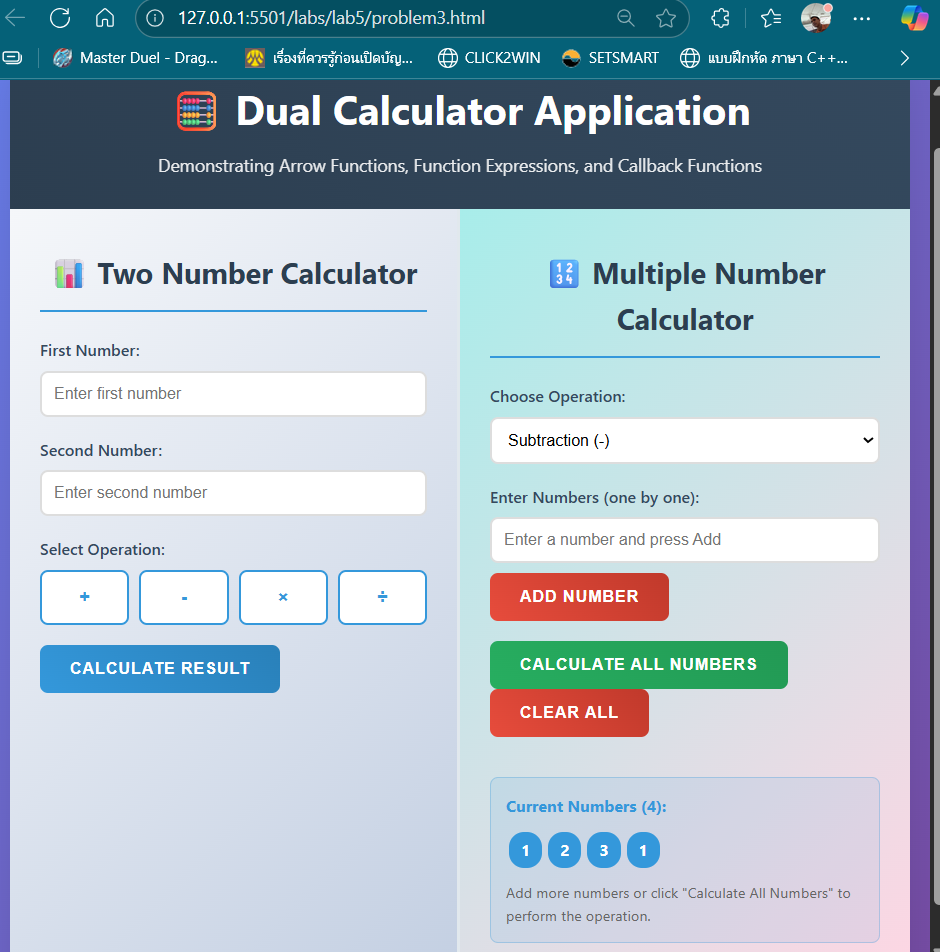 127.0.0.1:5501/labs/lab5/problem3.html
Master Duel - Drag...
เรื่องที่ควรรู้ก่อนเปิดบัญ...
CLICK2WIN
SETSMART
แบบฝึกหัด ภาษา C++...
Dual Calculator Application
Demonstrating Arrow Functions, Function Expressions, and Callback Functions
Two Number Calculator
First Number:
Enter first number
Second Number:
Enter second number
Select Operation:
+ - × ÷
CALCULATE RESULT
1 2 3 4
Multiple Number
Calculator
Choose Operation:
Subtraction (-)
Enter Numbers (one by one):
Enter a number and press Add
ADD NUMBER
CALCULATE ALL NUMBERS
CLEAR ALL
Current Numbers (4):
1 2 3 1
Add more numbers or click "Calculate All Numbers" to
perform the operation.